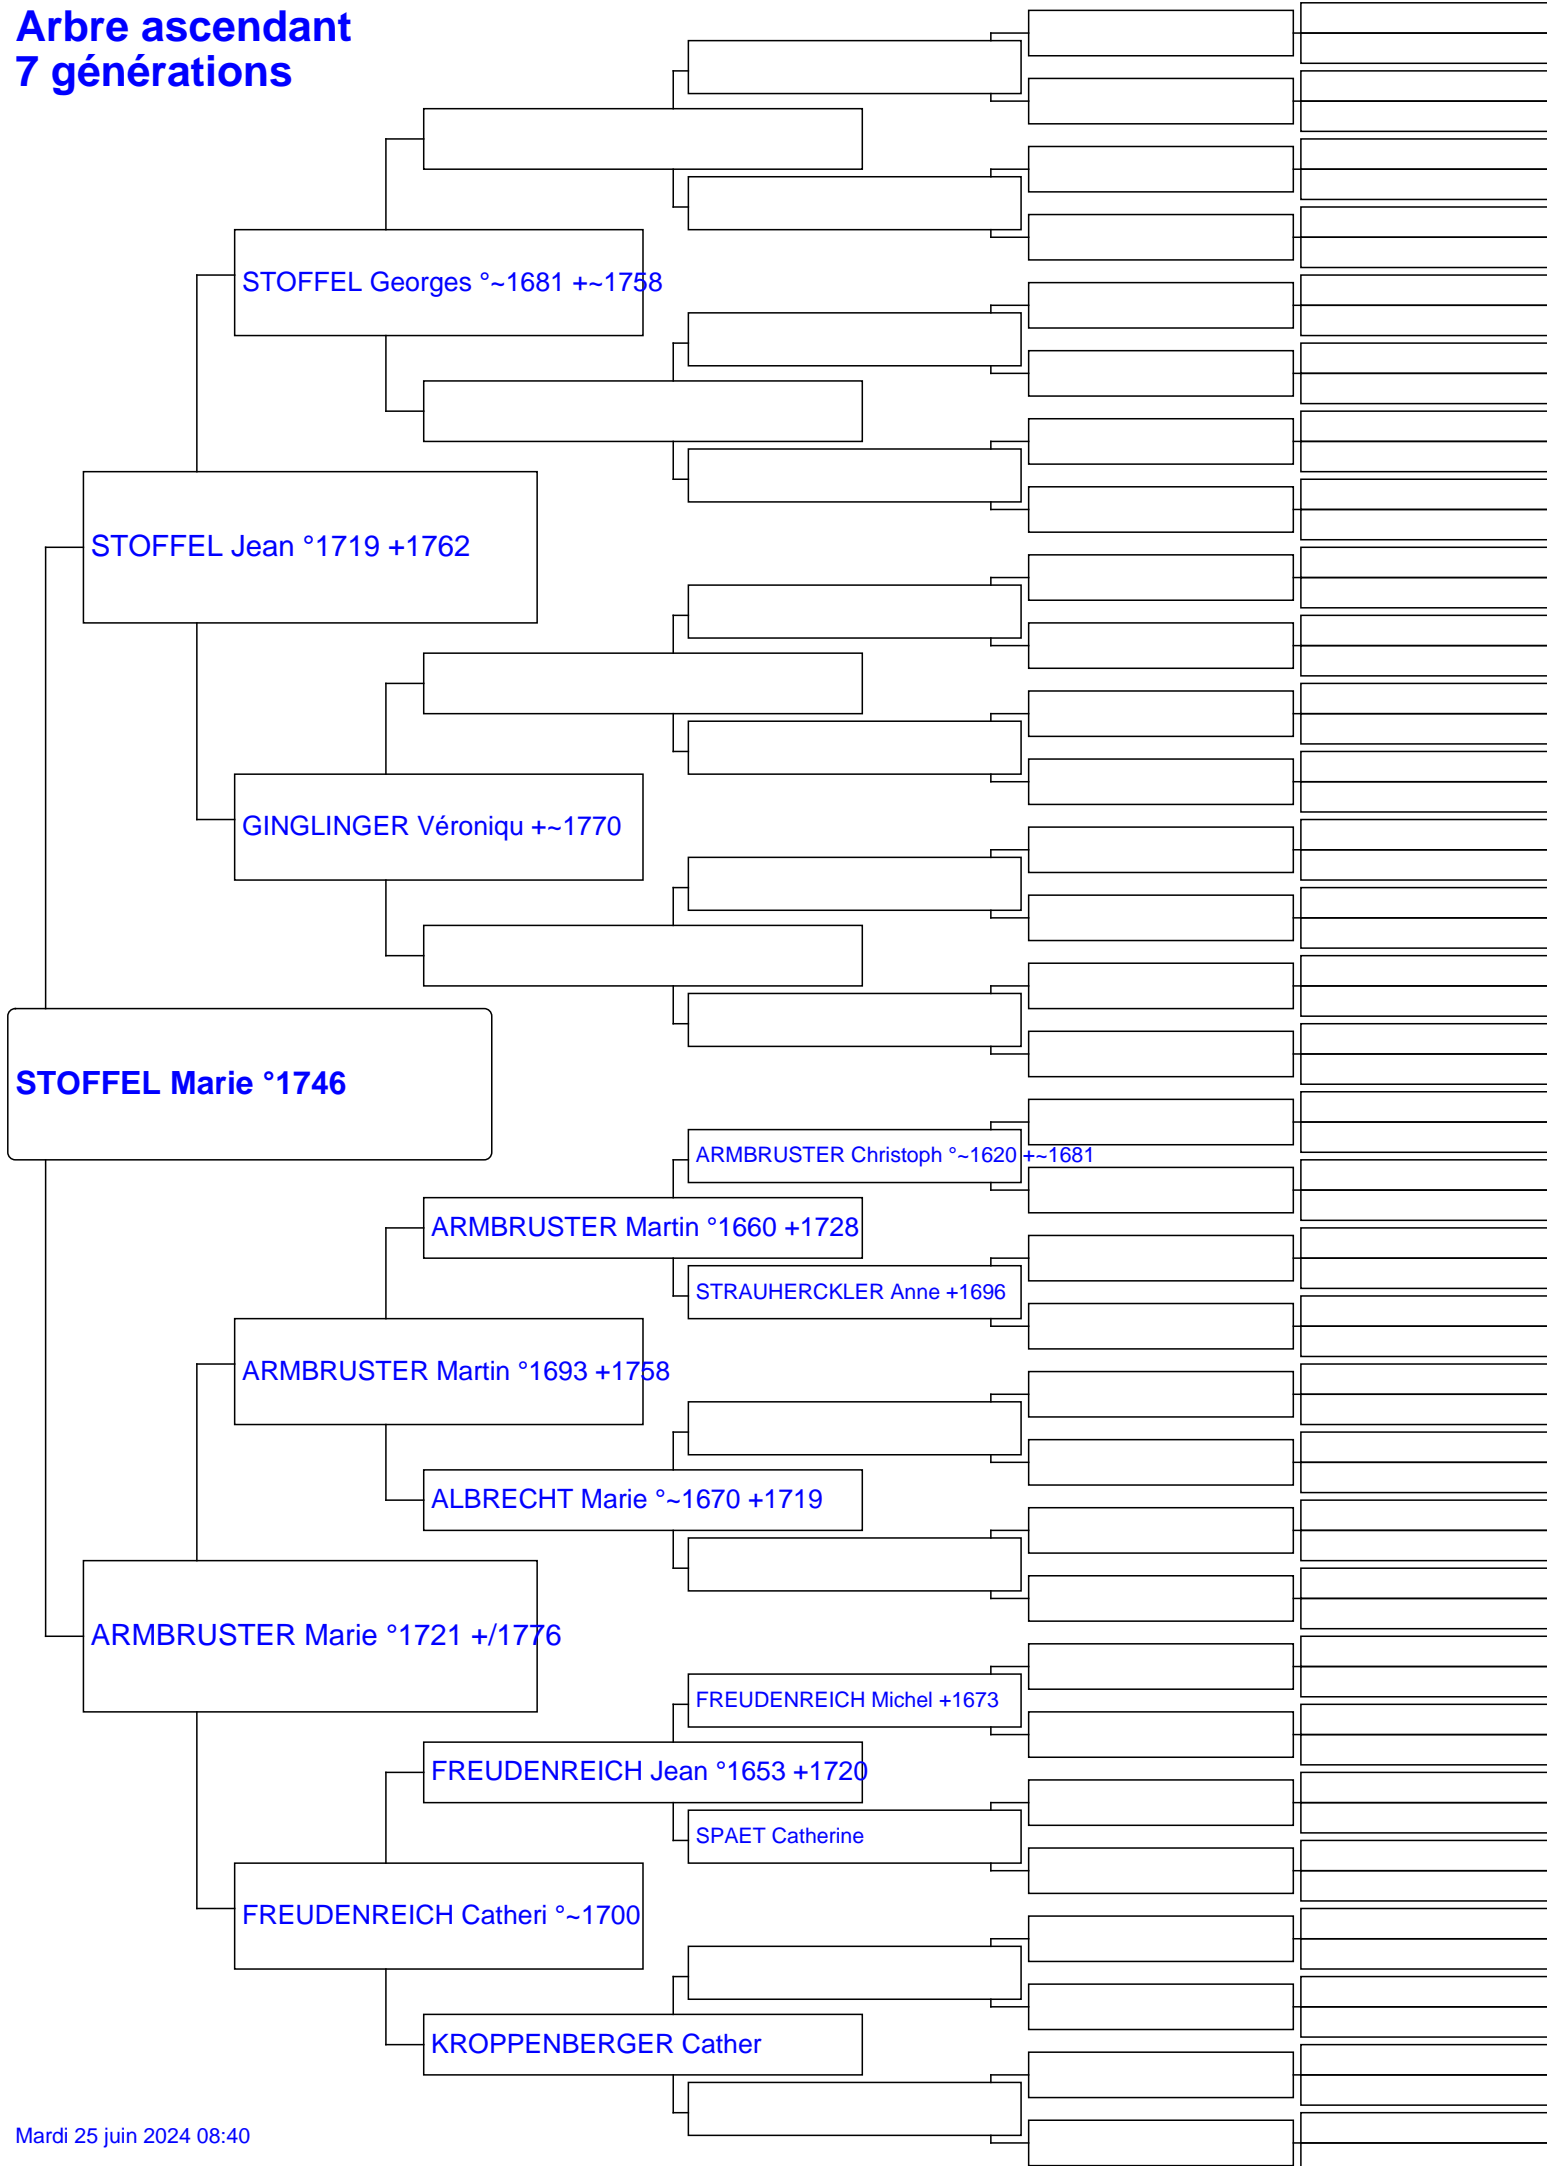 Arbre ascendant
7 générations
STOFFEL Georges °~1681 +~1758
STOFFEL Jean °1719 +1762
GINGLINGER Véroniqu +~1770
STOFFEL Marie °1746
ARMBRUSTER Christoph °~1620 +~1681
ARMBRUSTER Martin °1660 +1728
STRAUHERCKLER Anne +1696
ARMBRUSTER Martin °1693 +1758
ALBRECHT Marie °~1670 +1719
ARMBRUSTER Marie °1721 +/1776
FREUDENREICH Michel +1673
FREUDENREICH Jean °1653 +1720
SPAET Catherine
FREUDENREICH Catheri °~1700
KROPPENBERGER Cather
Mardi 25 juin 2024 08:40